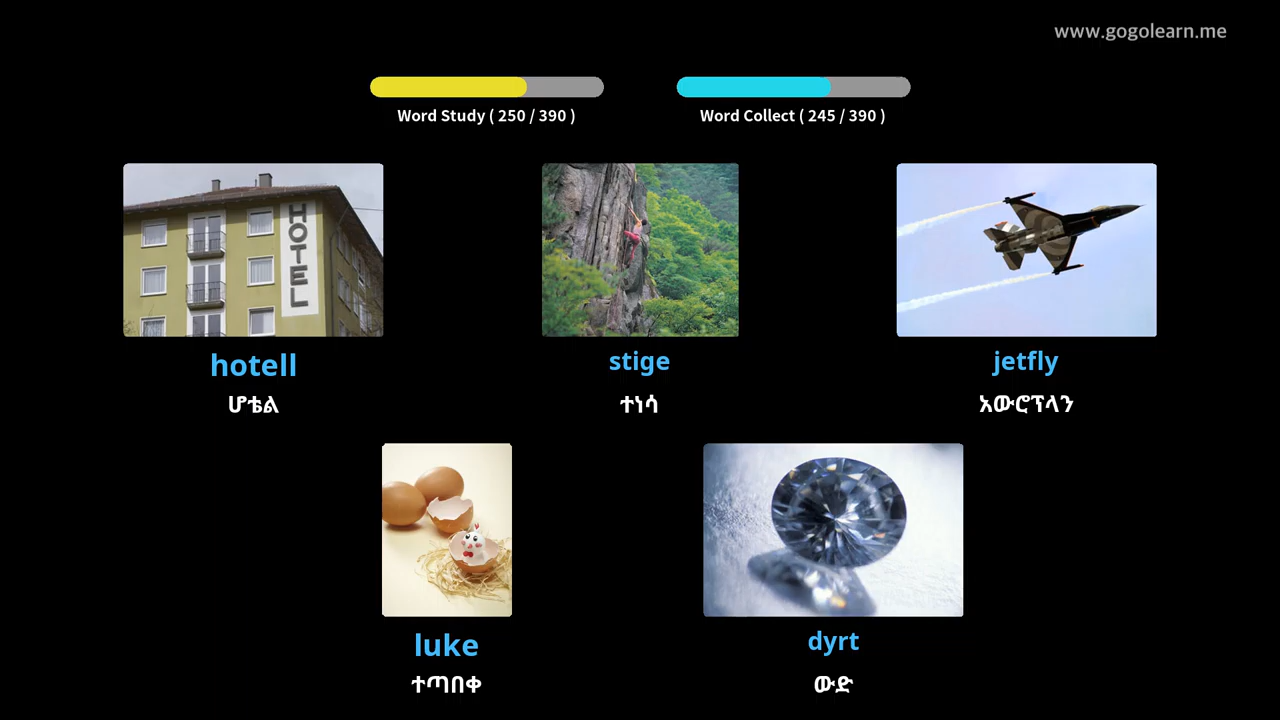 www.gogolearn.me
Word Study ( 250 / 390 )
Word Collect ( 245 / 390 )
HOTEL
hotell
ሆቴል
stige
ተነሳ
jetfly
አውሮፕላን
luke
ተጣበቀ
dyrt
ውድ